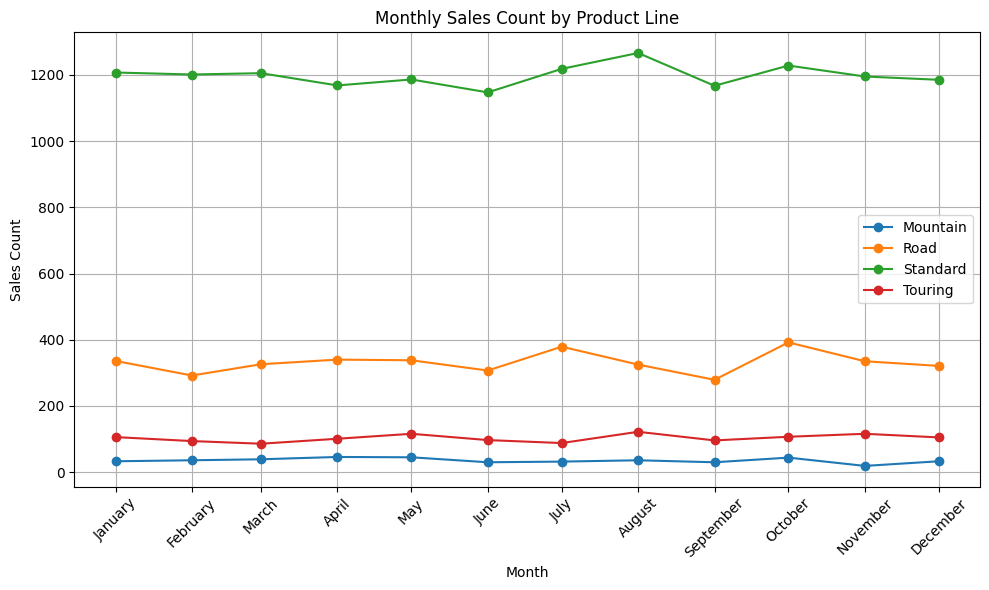 Monthly Sales Count by Product Line
Sales Count
1200
1000
800
600
400
200
0
Mountain
Road
Standard
Touring
January
February
March
April
May
June
July
August
September
October
November
December
Month